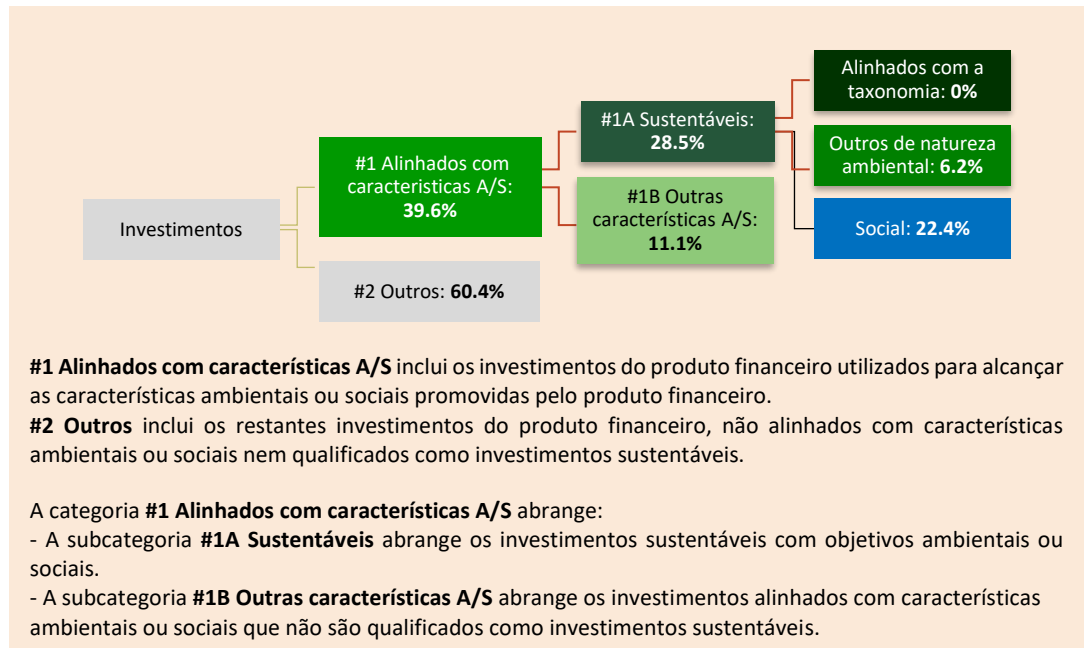 Investimentos
#1 Alinhados com
caracteristicas A/S:
39.6%
#2 Outros: 60.4%
#1A Sustentáveis:
28.5%
#1B Outras
características A/S:
11.1%
Alinhados com a
taxonomia: 0%
Outros de natureza
ambiental: 6.2%
Social: 22.4%
#1 Alinhados com características A/S inclui os investimentos do produto financeiro utilizados para alcançar
as características ambientais ou sociais promovidas pelo produto financeiro.
#2 Outros inclui os restantes investimentos do produto financeiro, não alinhados com características
ambientais ou sociais nem qualificados como investimentos sustentáveis.
A categoria #1 Alinhados com características A/S abrange:
- A subcategoria #1A Sustentáveis abrange os investimentos sustentáveis com objetivos ambientais ou
sociais.
- A subcategoria #1B Outras características A/S abrange os investimentos alinhados com características
ambientais ou sociais que não são qualificados como investimentos sustentáveis.